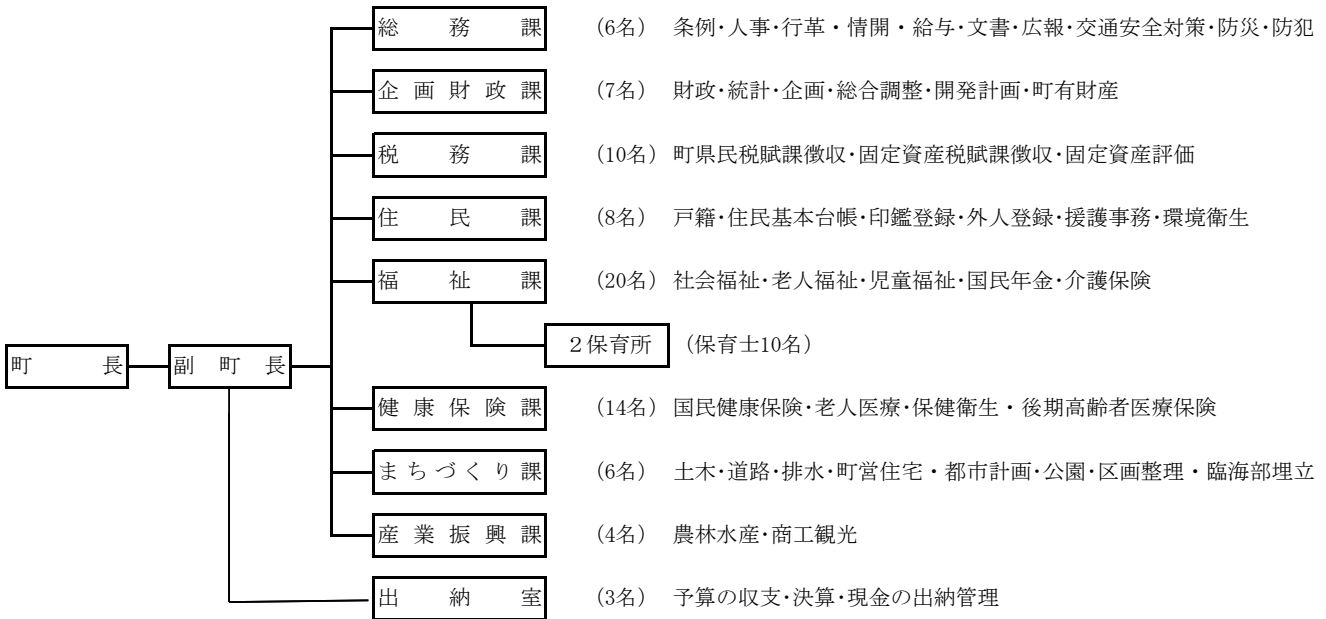 総務課 (6名) 条例・人事・行革・情開・給与・文書・広報・交通安全対策・防災・防犯
企画財政課 (7名) 財政・統計・企画・総合調整・開発計画・町有財産
税務課 (10名) 町県民税賦課徴収・固定資産税賦課徴収・固定資産評価
住民課 (8名) 戸籍・住民基本台帳・印鑑登録・外人登録・援護事務・環境衛生
福祉課 (20名) 社会福祉・老人福祉・児童福祉・国民年金・介護保険
２保育所 (保育士10名)
町長 副町長
健康保険課 (14名) 国民健康保険・老人医療・保健衛生・後期高齢者医療保険
まちづくり課 (6名) 土木・道路・排水・町営住宅・都市計画・公園・区画整理・臨海部埋立
産業振興課 (4名) 農林水産・商工観光
出納室 (3名) 予算の収支・決算・現金の出納管理